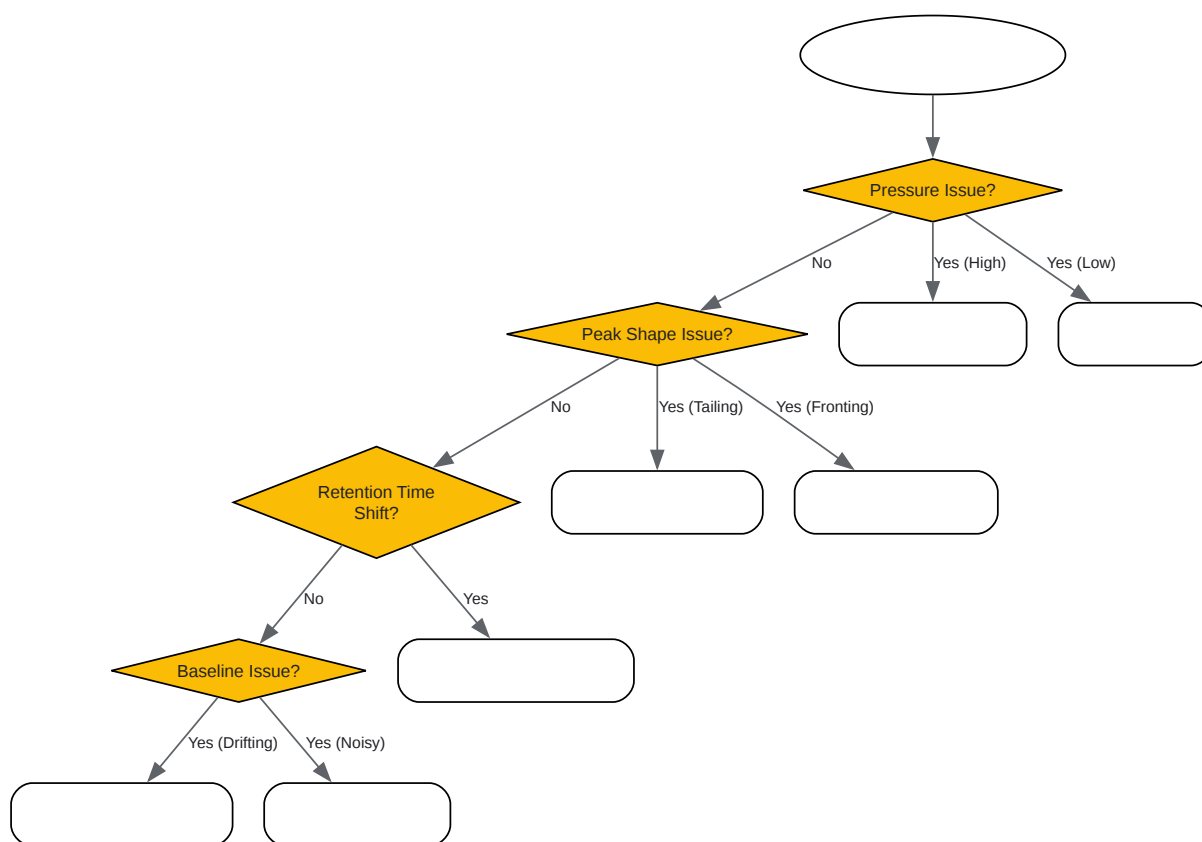 Pressure Issue?
No
Yes (High)
Yes (Low)
Peak Shape Issue?
No
Yes (Tailing)
Yes (Fronting)
Retention Time
Shift?
No
Yes
Baseline Issue?
Yes (Drifting)
Yes (Noisy)